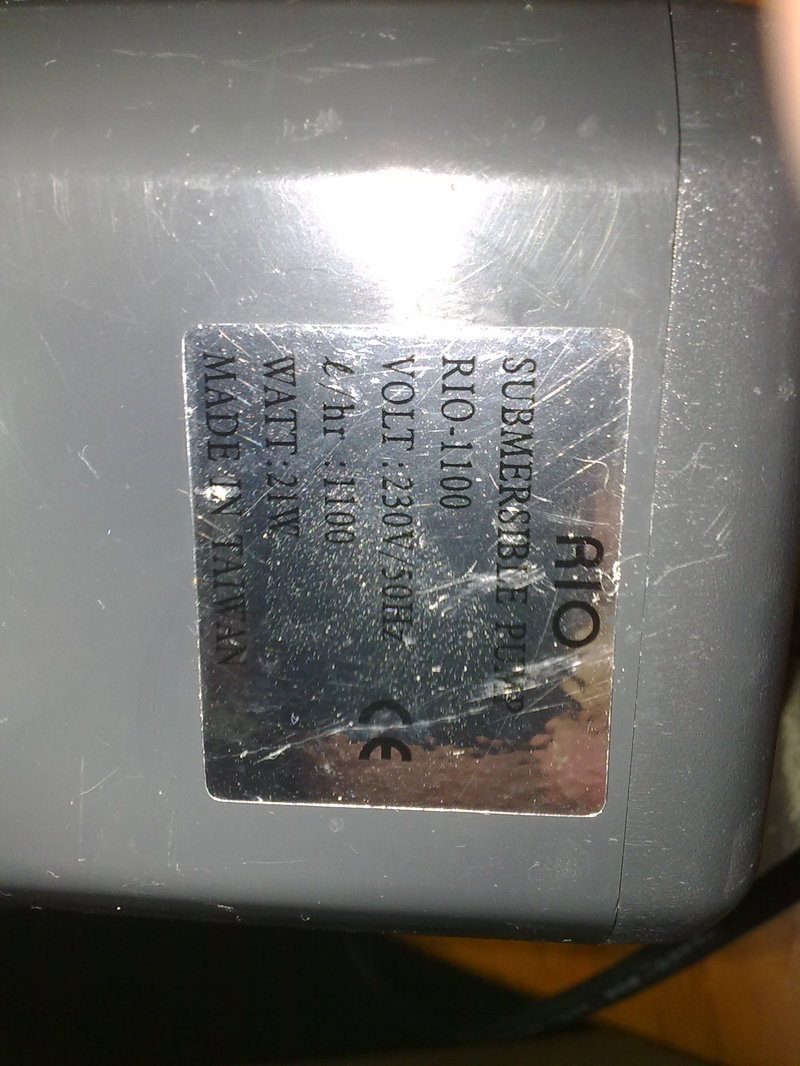 RIO
SUBMERSIBLE PUMP
RIO-1100
VOLT:230V/50Hz
ℓ/hr :1100
WATT:21W
MADE IN TAIWAN
CE